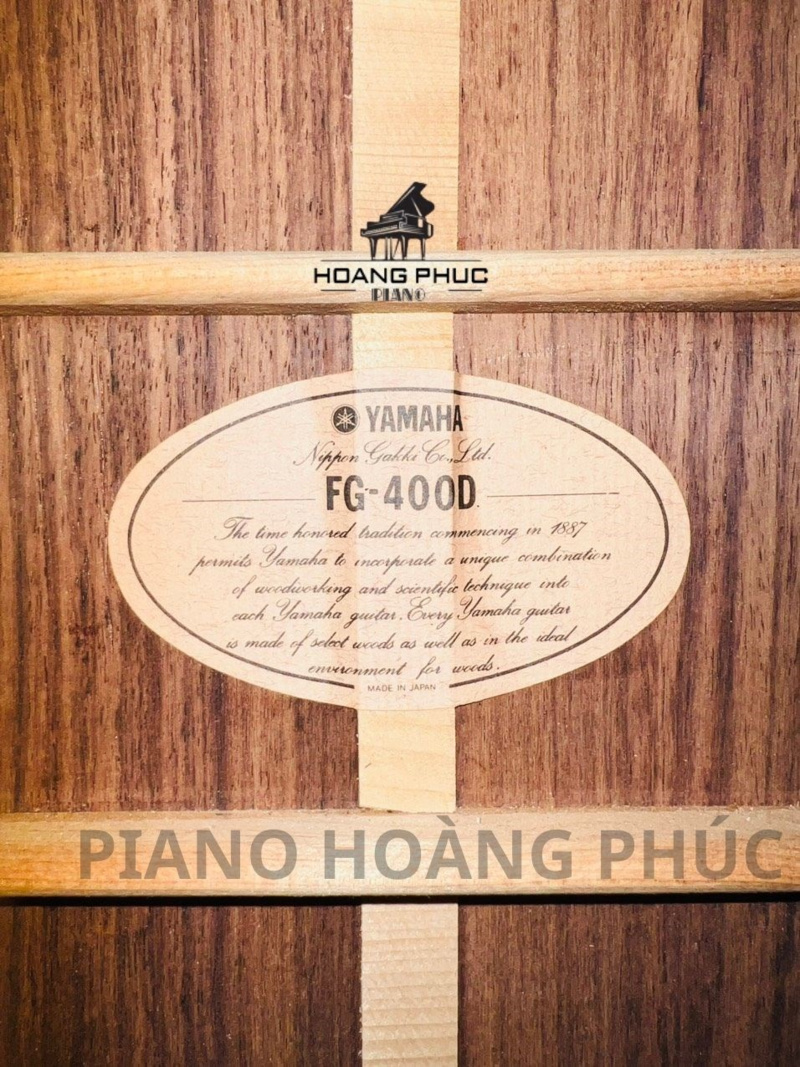 HOANG PHUC
PIANO
YAMAHA
Nippon Gakki Co., Ltd.
FG-400D.
The time honored tradition commencing in 1887
permits Yamaha to incorporate a unique combination
of woodworking and scientific technique into
each Yamaha guitar. Every Yamaha guitar
is made of select woods as well as in the ideal
environment for woods.
MADE IN JAPAN
PIANO HOÀNG PHÚC